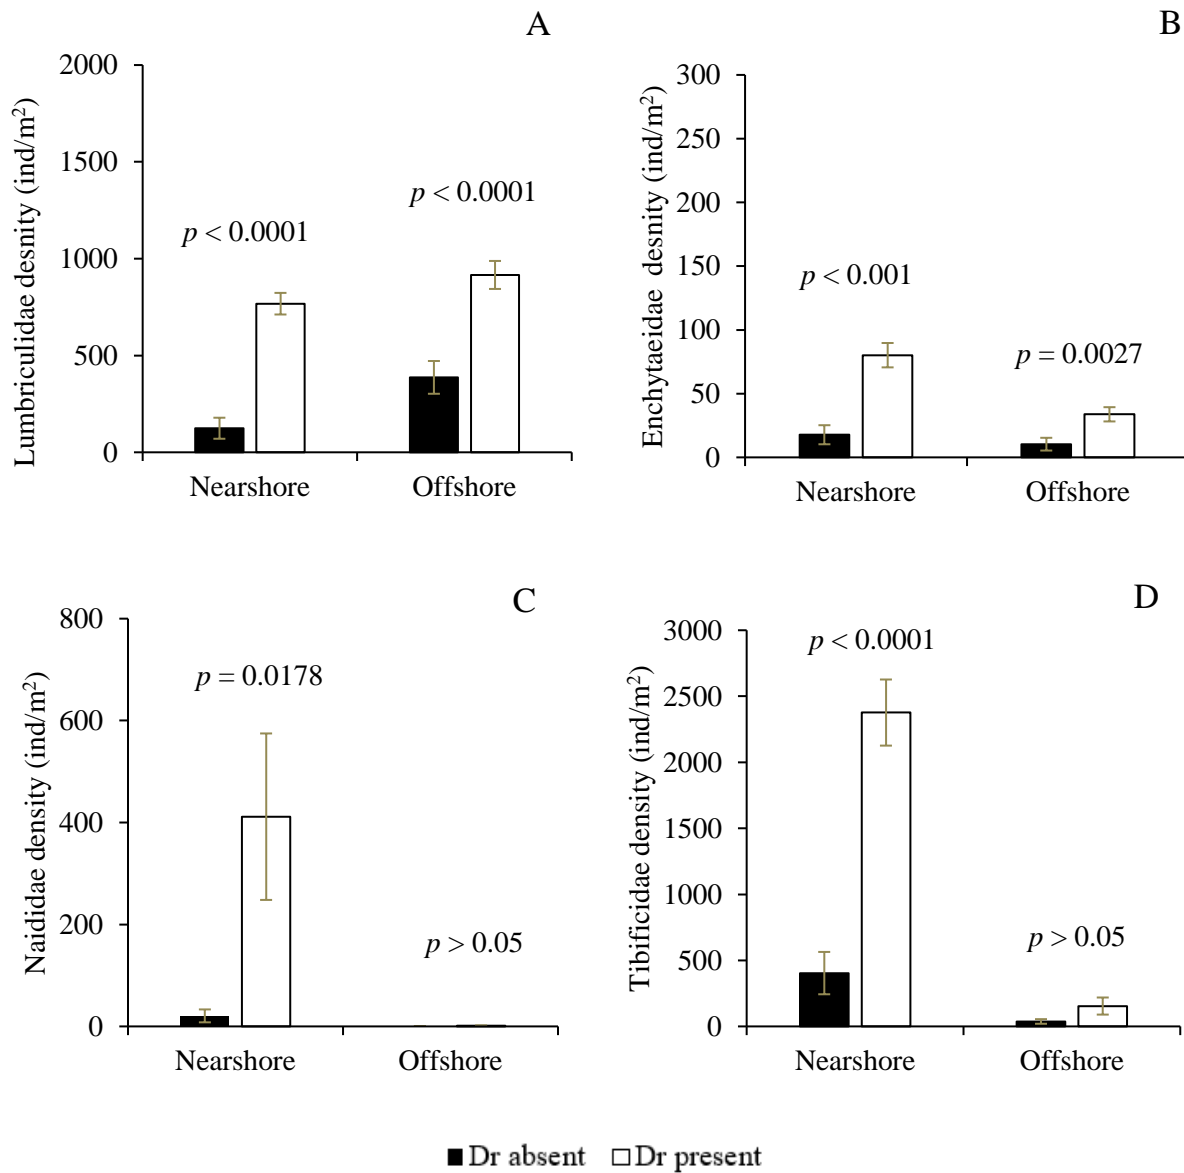 A
Lumbriculidae desnity (ind/m²)
2000
1500
1000
500
0
p < 0.0001
p < 0.0001
Nearshore
Offshore
B
Enchytaeidae desnity (ind/m²)
300
250
200
150
100
50
0
p < 0.001
p = 0.0027
Nearshore
Offshore
C
Naididae density (ind/m²)
800
600
400
200
0
p = 0.0178
p > 0.05
Nearshore
Offshore
D
Tibificidae density (ind/m²)
3000
2500
2000
1500
1000
500
0
p < 0.0001
p > 0.05
Nearshore
Offshore
Dr absent
Dr present